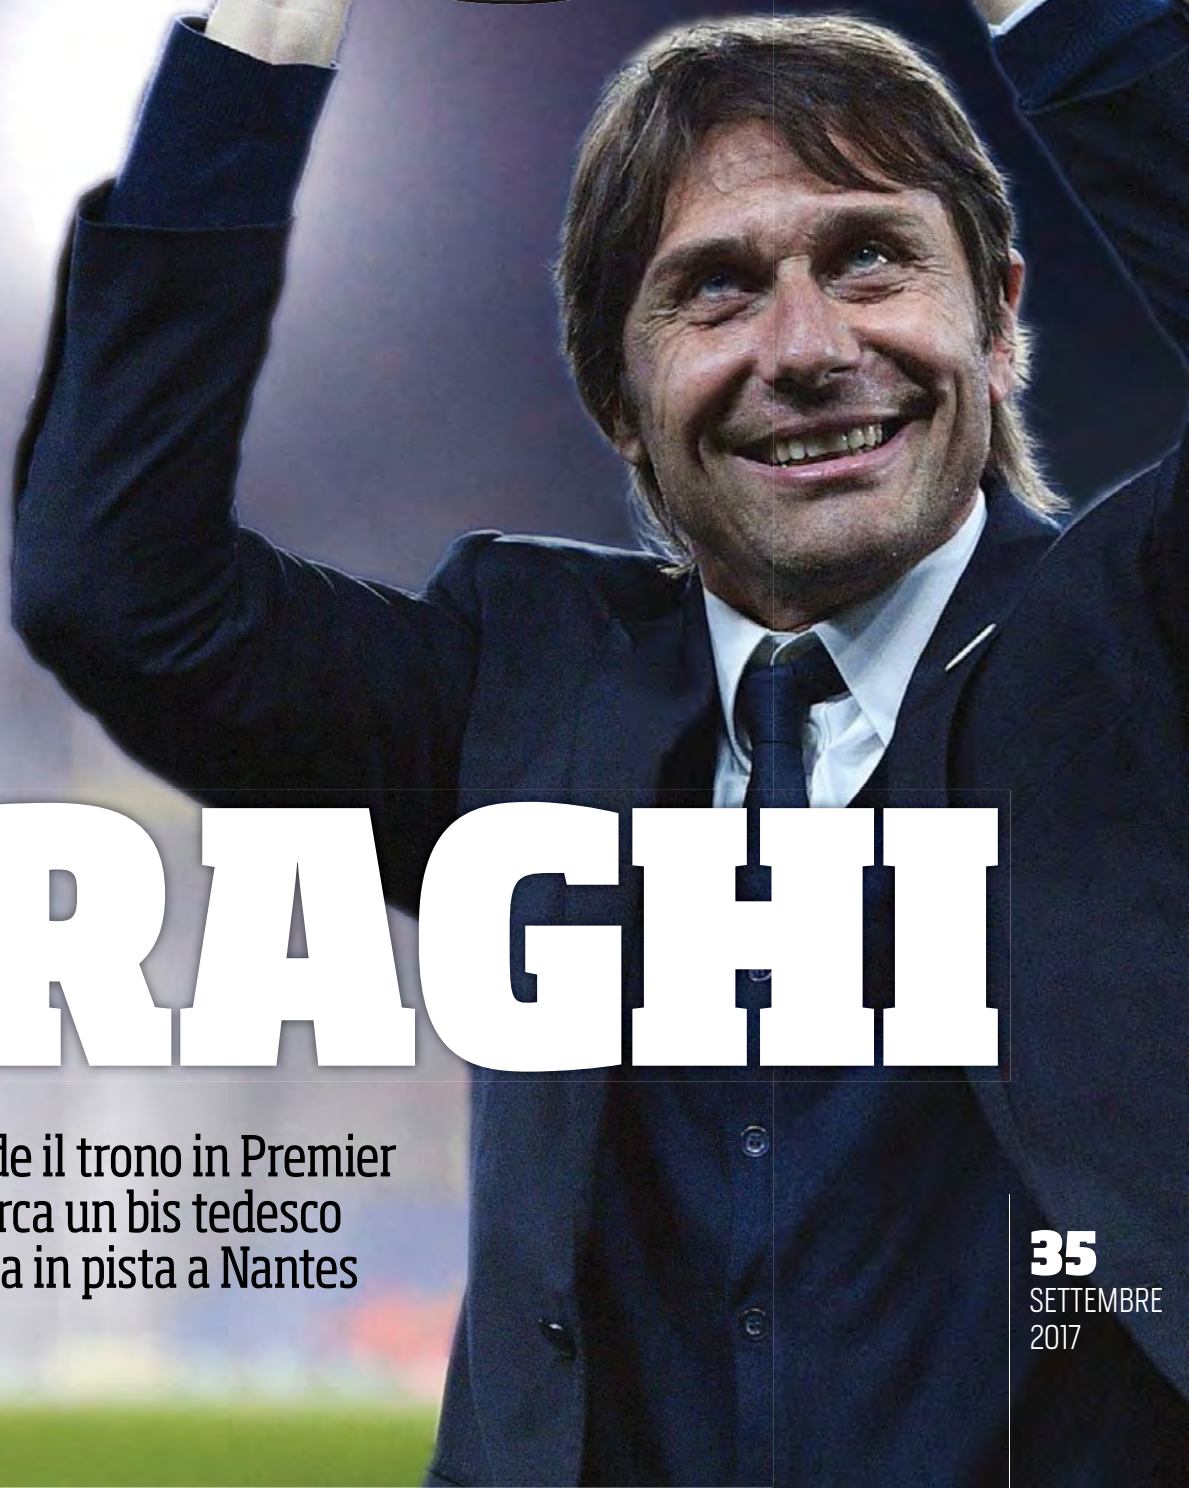 RAGHI
de il trono in Premier
rca un bis tedesco
a in pista a Nantes
35
SETTEMBRE
2017